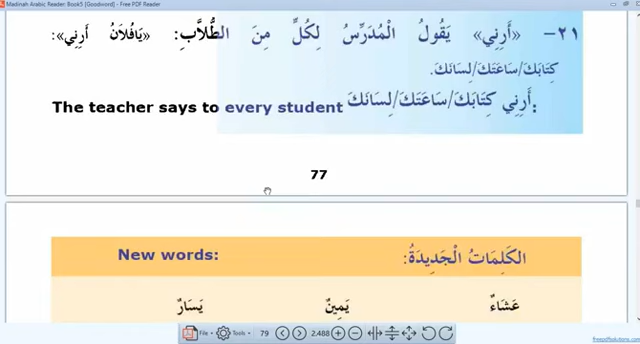 Madinah Arabic Reader: Book5 [Goodword] - Free PDF Reader
٢١- «أَرِنِي» يَقُولُ الْمُدَرِّسُ لِكُلٍّ مِنَ الطُّلَّابِ: «يَافُلَانُ أَرِنِي»:
كِتَابَكَ/سَاعَتَكَ/لِسَانَكَ.
The teacher says to every student أَرِنِي كِتَابَكَ/سَاعَتَكَ/لِسَانَكَ:
77
New words: الكَلِمَاتُ الْجَدِيدَةُ:
عَشَاءٌ يَمِينٌ يَسَارٌ
File Tools 79 2.488
freepdfsolutions.com